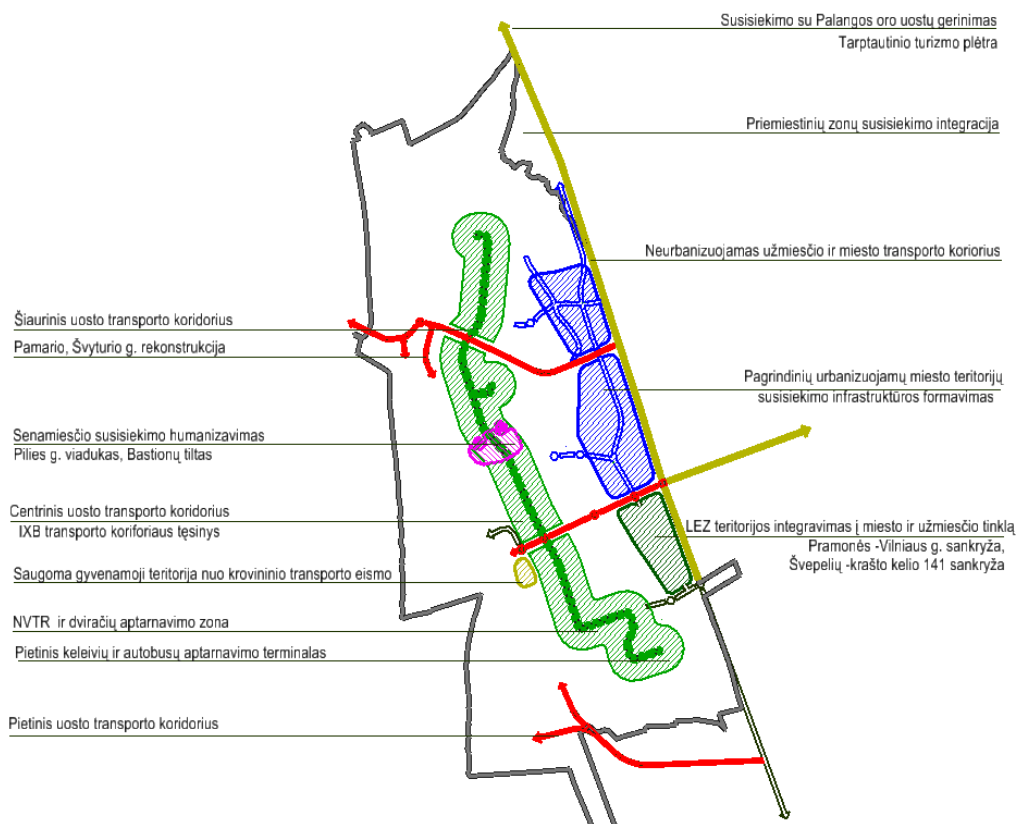 Susisiekimo su Palangos oro uostų gerinimas
Tarptautinio turizmo plėtra
Priemiestinių zonų susisiekimo integracija
Neurbanizuojamas užmiesčio ir miesto transporto koriorius
Šiaurinis uosto transporto koridorius
Pamario, Švyturio g. rekonstrukcija
Pagrindinių urbanizuojamų miesto teritorijų
susisiekimo infrastruktūros formavimas
Senamiesčio susisiekimo humanizavimas
Pilies g. viadukas, Bastionų tiltas
Centrinis uosto transporto koridorius
IXB transporto koriforiaus tęsinys
LEZ teritorijos integravimas į miesto ir užmiesčio tinklą
Pramonės -Vilniaus g. sankryža,
Švepelių -krašto kelio 141 sankryža
Saugoma gyvenamoji teritorija nuo krovininio transporto eismo
NVTR ir dviračių aptarnavimo zona
Pietinis keleivių ir autobusų aptarnavimo terminalas
Pietinis uosto transporto koridorius